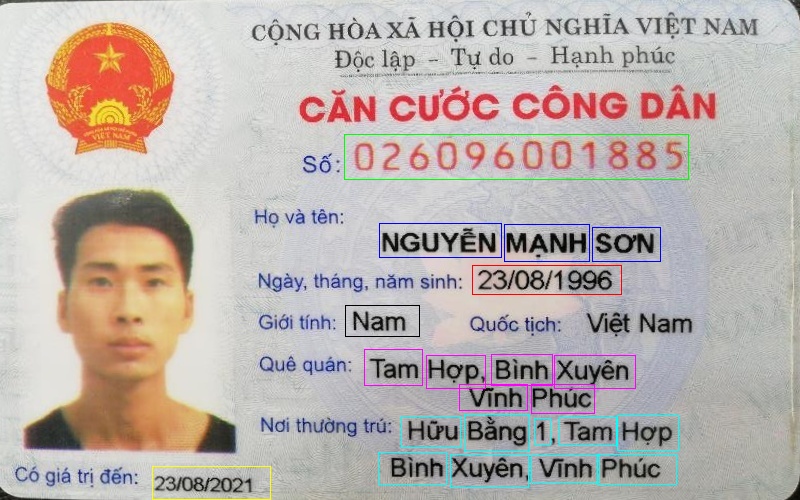 CỘNG HÒA XÃ HỘI CHỦ NGHĨA VIỆT NAM
Độc lập - Tự do - Hạnh phúc
CĂN CƯỚC CÔNG DÂN
Số: 026096001885
Họ và tên:
NGUYỄN MẠNH SƠN
Ngày, tháng, năm sinh: 23/08/1996
Giới tính: Nam Quốc tịch: Việt Nam
Quê quán: Tam Hợp, Bình Xuyên
Vĩnh Phúc
Nơi thường trú: Hữu Bằng 1, Tam Hợp
Bình Xuyên, Vĩnh Phúc
Có giá trị đến: 23/08/2021